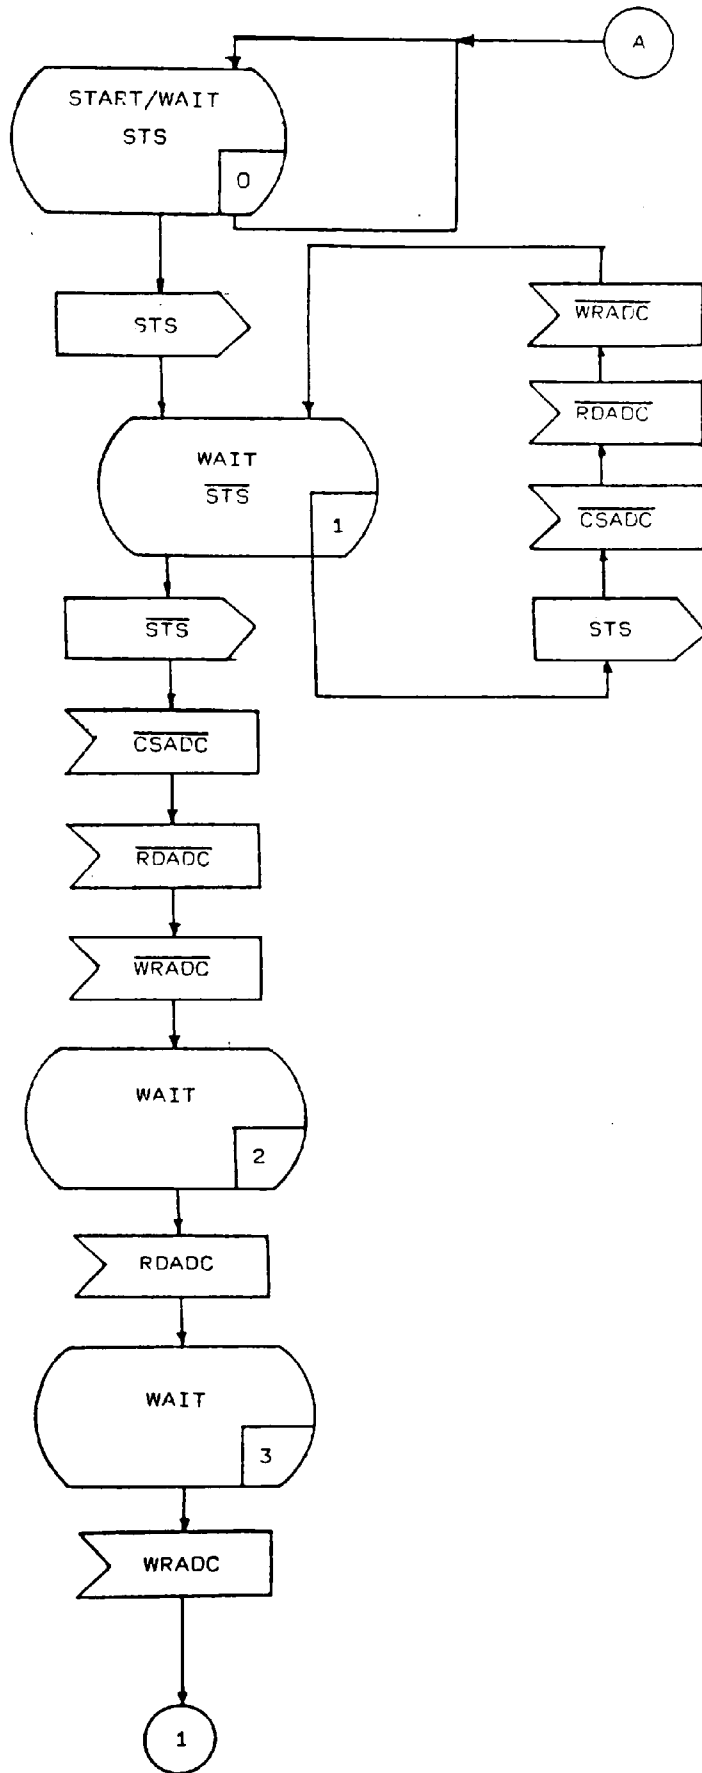 A
START/WAIT
STS
0
STS
WRADC
RDADC
WAIT
STS
1
CSADC
STS
STS
CSADC
RDADC
WRADC
WAIT
2
RDADC
WAIT
3
WRADC
1